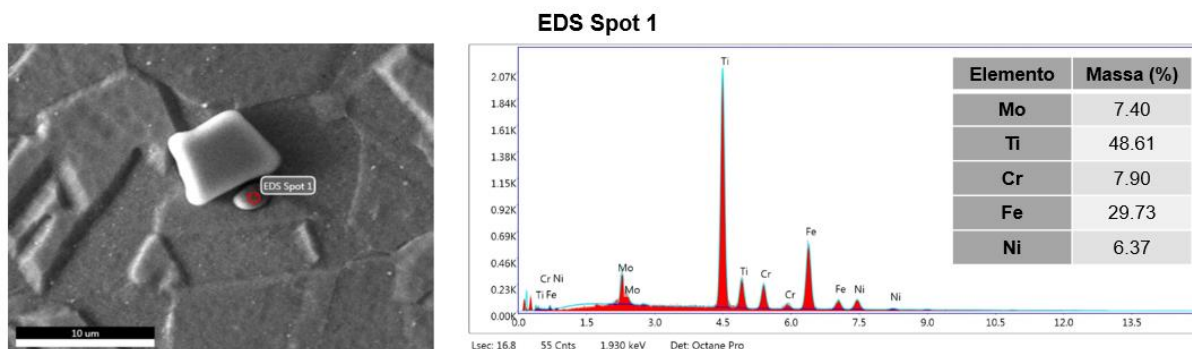 EDS Spot 1
EDS Spot 1
10 um
2.07K
1.84K
1.61K
1.38K
1.15K
0.92K
0.69K
0.46K
0.23K
0.00K
Ti
Fe
Mo
Mo
Ti
Cr
Cr
Fe
Ni
Ni
Cr Ni
Ti Fe
0.0 1.5 3.0 4.5 6.0 7.5 9.0 10.5 12.0 13.5
Lsec: 16.8 55 Cnts 1.930 keV Det: Octane Pro
Elemento Massa (%)
Mo 7.40
Ti 48.61
Cr 7.90
Fe 29.73
Ni 6.37